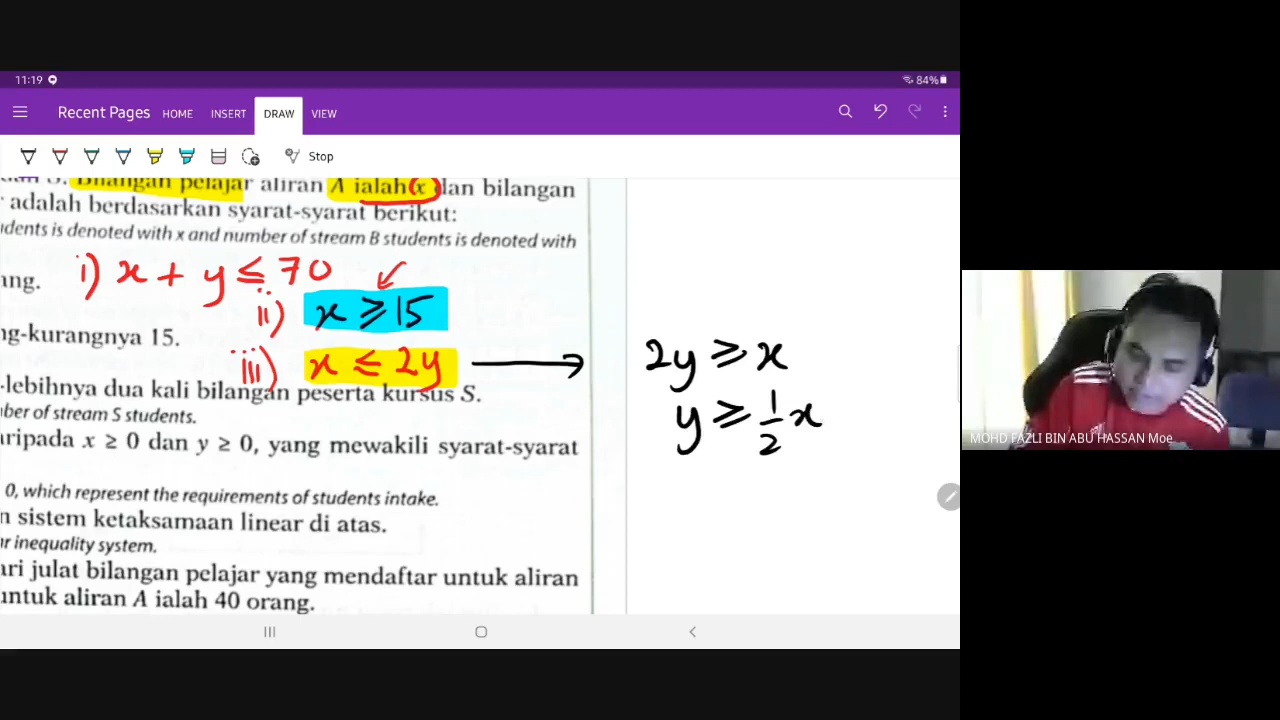 11:19 84%
Recent Pages HOME INSERT DRAW VIEW
Stop
Bilangan pelajar aliran A ialah x dan bilangan
adalah berdasarkan syarat-syarat berikut:
dents is denoted with x and number of stream B students is denoted with
i) x + y ≤ 70
ang.
ii) x ≥ 15
ng-kurangnya 15.
iii) x ≤ 2y
2y ≥ x
-lebihnya dua kali bilangan peserta kursus S.
y ≥ 1/2 x
ber of stream S students.
aripada x ≥ 0 dan y ≥ 0, yang mewakili syarat-syarat
MOHD FAZLI BIN ABU HASSAN Moe
0, which represent the requirements of students intake.
n sistem ketaksamaan linear di atas.
ar inequality system.
ari julat bilangan pelajar yang mendaftar untuk aliran
untuk aliran A ialah 40 orang.